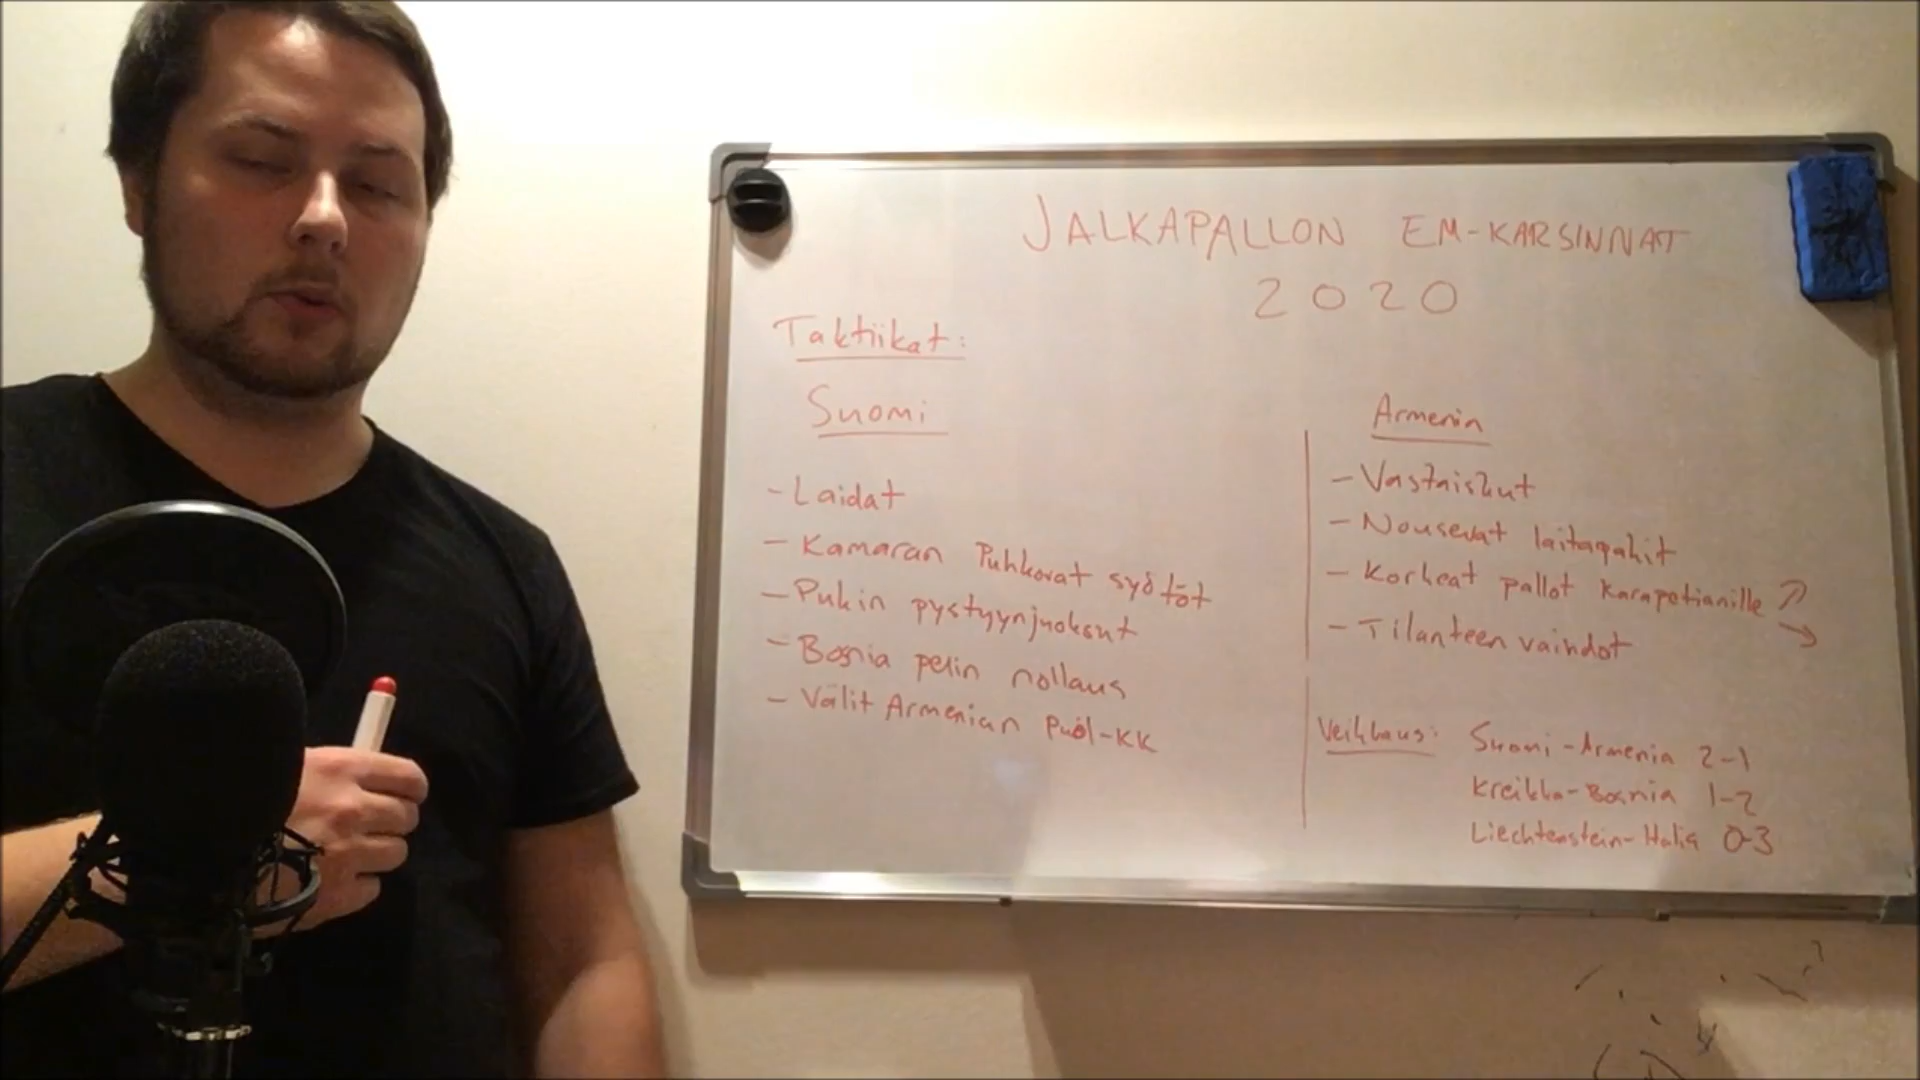 JALKAPALLON EM-KARSINNAT
2020
Taktiikat:
Suomi
- Laidat
- Kamaran Puhkovat syötöt
- Pukin pystyynjuoksut
- Bosnia pelin nollaus
- Välit Armenian Puol-KK
Armenia
- Vastaiskut
- Nousevat laitapakit
- Korkeat pallot Karapetianille
- Tilanteen vaihdot
Veikkaus: Suomi-Armenia 2-1
Kreikka-Bosnia 1-2
Liechtenstein-Italia 0-3